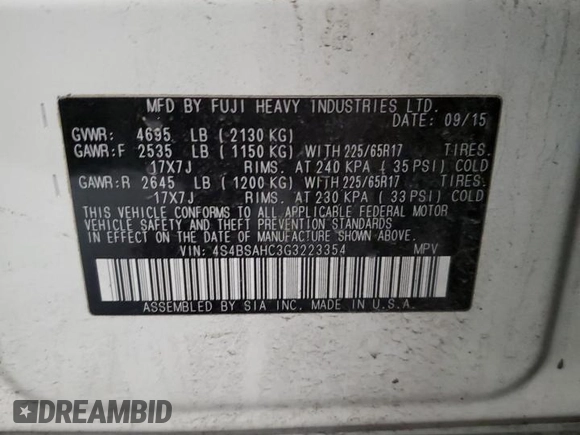 MFD BY FUJI HEAVY INDUSTRIES LTD.
DATE: 09/15
GVWR: 4695 LB ( 2130 KG)
GAWR:F 2535 LB ( 1150 KG) WITH 225/65R17 TIRES.
17X7J RIMS. AT 240 KPA ( 35 PSI) COLD
GAWR:R 2645 LB ( 1200 KG) WITH 225/65R17 TIRES.
17X7J RIMS. AT 230 KPA ( 33 PSI) COLD
THIS VEHICLE CONFORMS TO ALL APPLICABLE FEDERAL MOTOR
VEHICLE SAFETY, BUMPER, AND THEFT PREVENTION STANDARDS
IN EFFECT ON THE DATE OF MANUFACTURE SHOWN ABOVE.
VIN: 4S4BSAHC3G3223354 MPV
ASSEMBLED BY SIA INC. MADE IN U.S.A.
DREAMBID